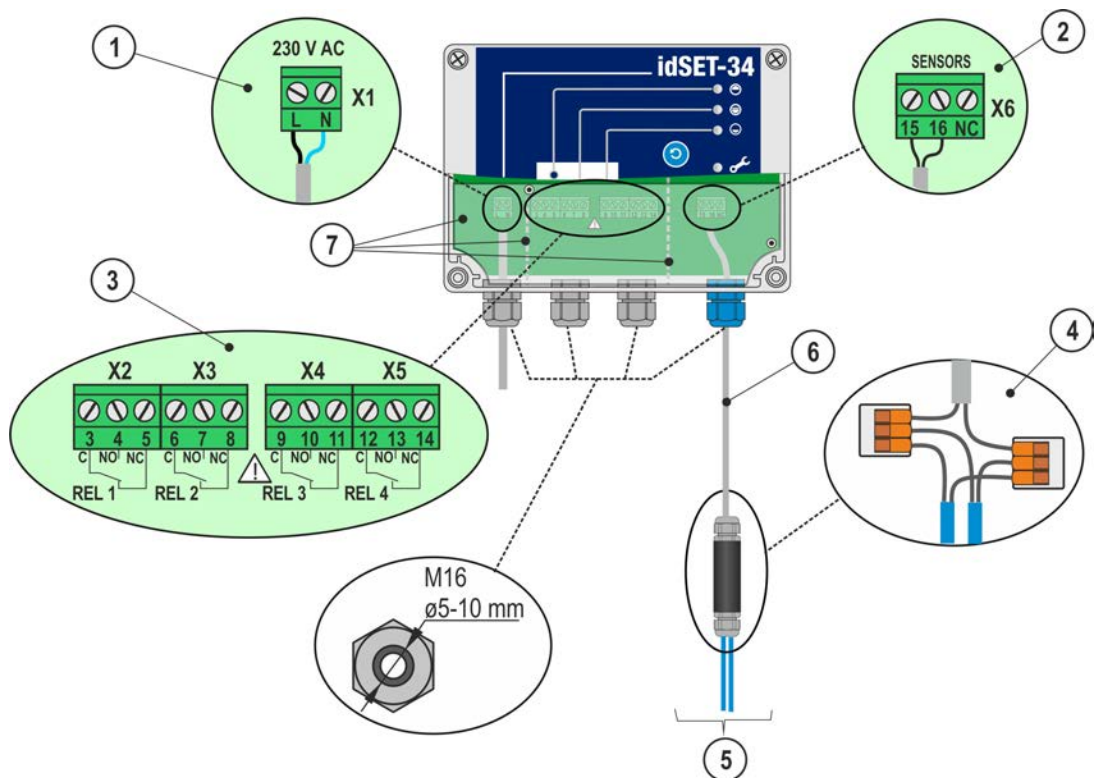 1
230 V AC
X1
L N
idSET-34
2
SENSORS
X6
15 16 NC
7
3
X2 X3 X4 X5
3 4 5 6 7 8 9 10 11 12 13 14
C NO NC C NO NC C NO NC C NO NC
REL 1 REL 2 REL 3 REL 4
6
4
M16
ø5-10 mm
5